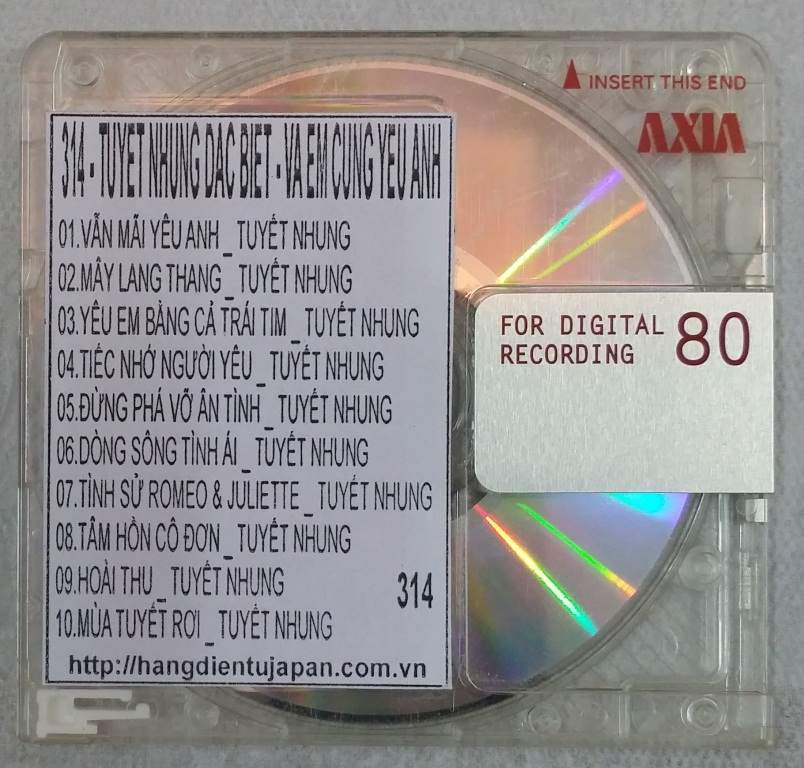 INSERT THIS END
AXIA
314 - TUYET NHUNG DAC BIET - VA EM CUNG YEU ANH
01.VẪN MÃI YÊU ANH _ TUYẾT NHUNG
02.MÂY LANG THANG _ TUYẾT NHUNG
03.YÊU EM BẰNG CẢ TRÁI TIM _ TUYẾT NHUNG
04.TIẾC NHỚ NGƯỜI YÊU _ TUYẾT NHUNG
05.ĐỪNG PHÁ VỠ ÂN TÌNH _ TUYẾT NHUNG
06.DÒNG SÔNG TÌNH ÁI _ TUYẾT NHUNG
07.TÌNH SỬ ROMEO & JULIETTE _ TUYẾT NHUNG
08.TÂM HỒN CÔ ĐƠN _ TUYẾT NHUNG
09.HOÀI THU _ TUYẾT NHUNG 314
10.MÙA TUYẾT RƠI _ TUYẾT NHUNG
http://hangdientujapan.com.vn
FOR DIGITAL
RECORDING 80